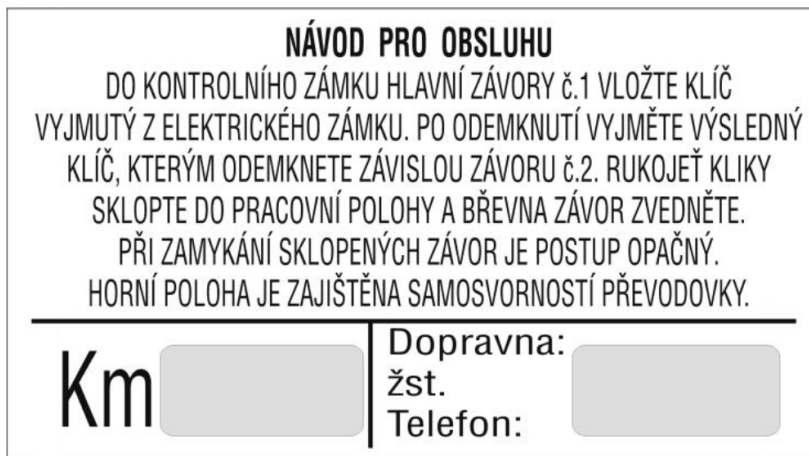 NÁVOD PRO OBSLUHU
DO KONTROLNÍHO ZÁMKU HLAVNÍ ZÁVORY č.1 VLOŽTE KLÍČ
VYJMUTÝ Z ELEKTRICKÉHO ZÁMKU. PO ODEMKNUTÍ VYJMĚTE VÝSLEDNÝ
KLÍČ, KTERÝM ODEMKNETE ZÁVISLOU ZÁVORU č.2. RUKOJEŤ KLIKY
SKLOPTE DO PRACOVNÍ POLOHY A BŘEVNA ZÁVOR ZVEDNĚTE.
PŘI ZAMYKÁNÍ SKLOPENÝCH ZÁVOR JE POSTUP OPAČNÝ.
HORNÍ POLOHA JE ZAJIŠTĚNA SAMOSVORNOSTÍ PŘEVODOVKY.
Km
Dopravna:
žst.
Telefon: